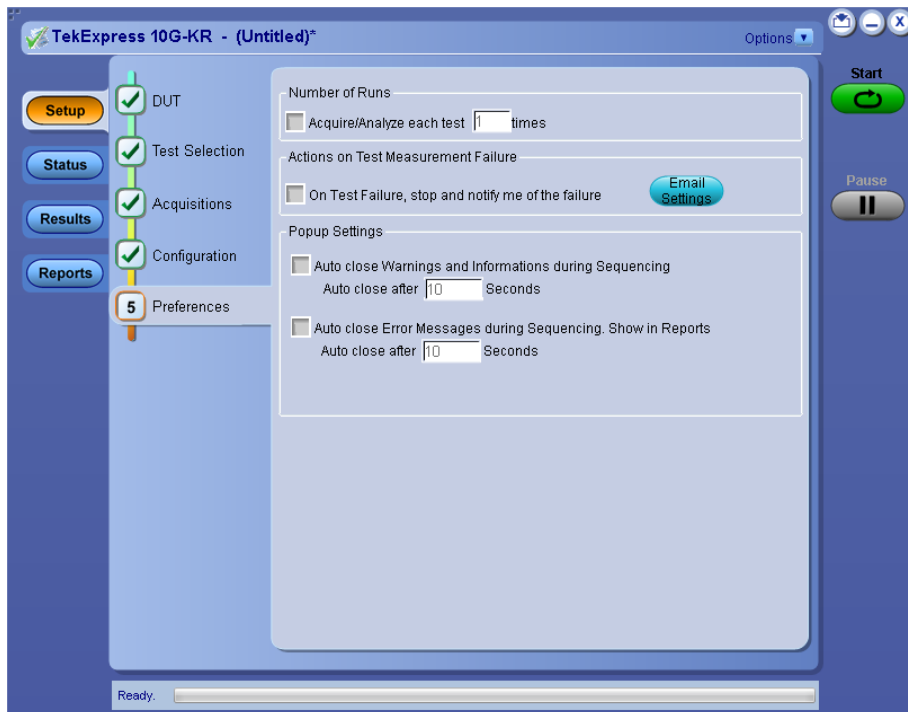 TekExpress 10G-KR - (Untitled)*
Options
X
Setup
Status
Results
Reports
DUT
Test Selection
Acquisitions
Configuration
5 Preferences
Number of Runs
Acquire/Analyze each test 1 times
Actions on Test Measurement Failure
On Test Failure, stop and notify me of the failure
Email
Settings
Popup Settings
Auto close Warnings and Informations during Sequencing
Auto close after 10 Seconds
Auto close Error Messages during Sequencing. Show in Reports
Auto close after 10 Seconds
Start
Pause
Ready.